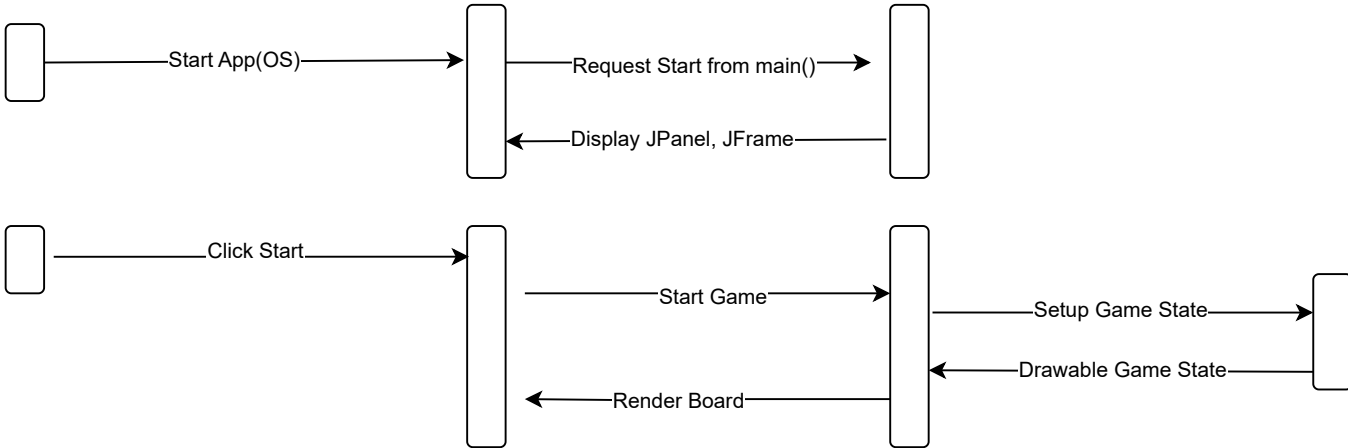 Start App(OS)
Request Start from main()
Display JPanel, JFrame
Click Start
Start Game
Setup Game State
Drawable Game State
Render Board